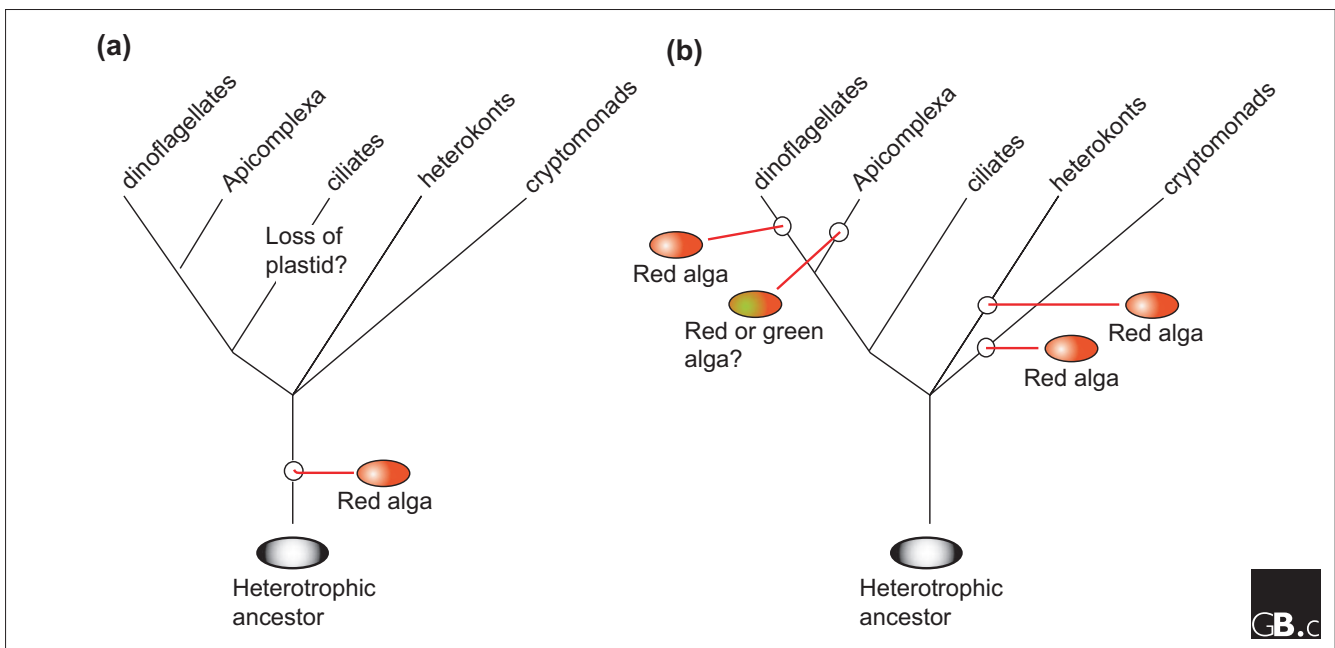 (a)
dinoflagellates
Apicomplexa
ciliates
heterokonts
cryptomonads
Loss of
plastid?
Red alga
Heterotrophic
ancestor
(b)
dinoflagellates
Apicomplexa
ciliates
heterokonts
cryptomonads
Red alga
Red or green
alga?
Red alga
Red alga
Heterotrophic
ancestor
GB.c